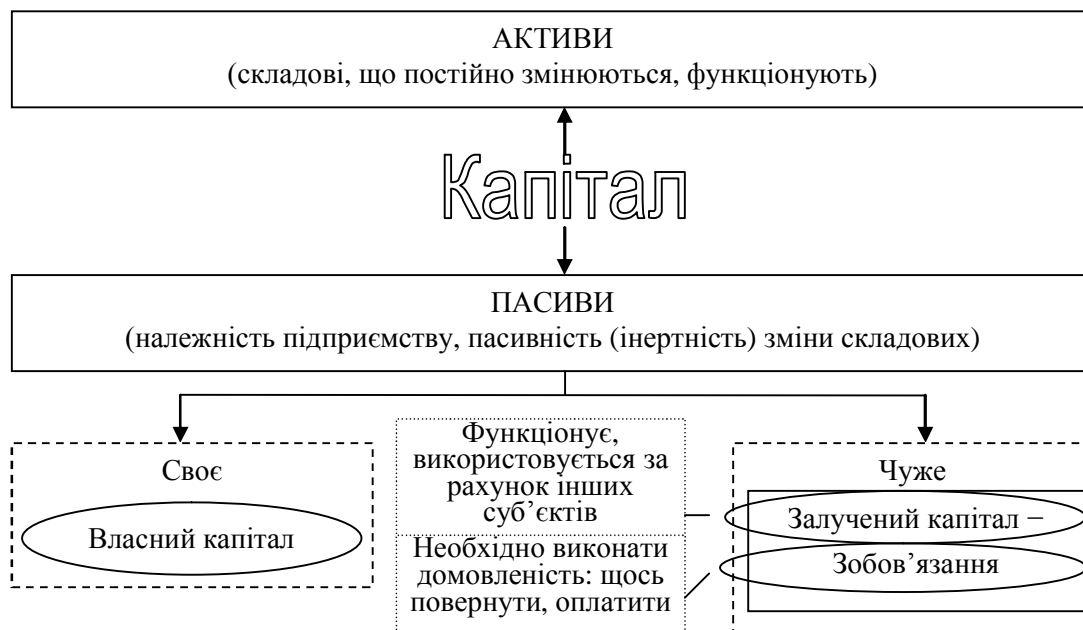 АКТИВИ
(складові, що постійно змінюються, функціонують)
Капітал
ПАСИВИ
(належність підприємству, пасивність (інертність) зміни складових)
Своє
Власний капітал
Функціонує,
використовується за
рахунок інших
суб’єктів
Необхідно виконати
домовленість: щось
повернути, оплатити
Чуже
Залучений капітал –
Зобов’язання